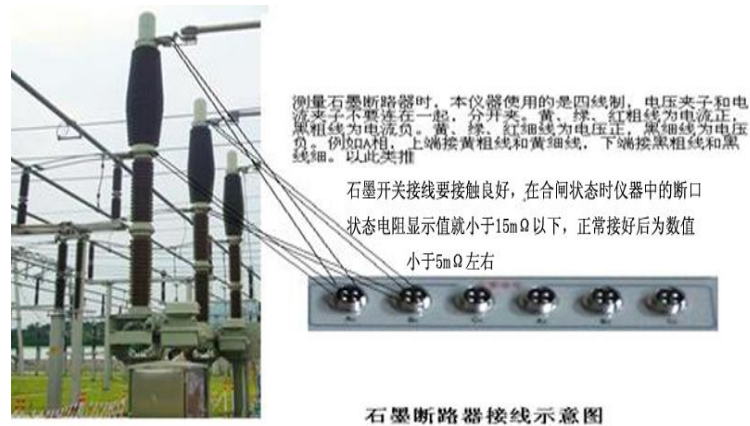 测量石墨断路器时，本仪器使用的是四线制，电压夹子和电
流夹子不要连在一起，分开夹。黄、绿、红粗线为电流正，
黑粗线为电流负。黄、绿、红细线为电压正，黑细线为电压
负。例如A相，上端接黄粗线和黄细线，下端接黑粗线和黑
线细。以此类推
石墨开关接线要接触良好，在合闸状态时仪器中的断口
状态电阻显示值就小于15mΩ以下，正常接好后为数值
小于5mΩ左右
石墨断路器接线示意图